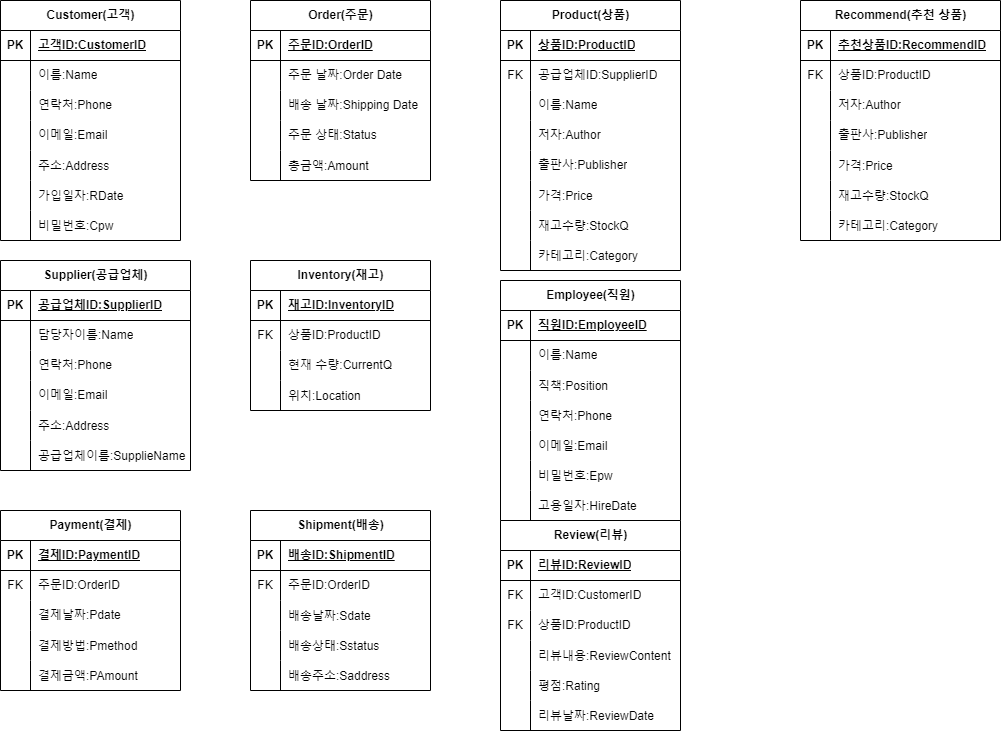 Customer(고객)
PK 고객ID:CustomerID
이름:Name
연락처:Phone
이메일:Email
주소:Address
가입일자:RDate
비밀번호:Cpw
Order(주문)
PK 주문ID:OrderID
주문 날짜:Order Date
배송 날짜:Shipping Date
주문 상태:Status
총금액:Amount
Product(상품)
PK 상품ID:ProductID
FK 공급업체ID:SupplierID
이름:Name
저자:Author
출판사:Publisher
가격:Price
재고수량:StockQ
카테고리:Category
Recommend(추천 상품)
PK 추천상품ID:RecommendID
FK 상품ID:ProductID
저자:Author
출판사:Publisher
가격:Price
재고수량:StockQ
카테고리:Category
Supplier(공급업체)
PK 공급업체ID:SupplierID
담당자이름:Name
연락처:Phone
이메일:Email
주소:Address
공급업체이름:SupplieName
Inventory(재고)
PK 재고ID:InventoryID
FK 상품ID:ProductID
현재 수량:CurrentQ
위치:Location
Employee(직원)
PK 직원ID:EmployeeID
이름:Name
직책:Position
연락처:Phone
이메일:Email
비밀번호:Epw
고용일자:HireDate
Payment(결제)
PK 결제ID:PaymentID
FK 주문ID:OrderID
결제날짜:Pdate
결제방법:Pmethod
결제금액:PAmount
Shipment(배송)
PK 배송ID:ShipmentID
FK 주문ID:OrderID
배송날짜:Sdate
배송상태:Sstatus
배송주소:Saddress
Review(리뷰)
PK 리뷰ID:ReviewID
FK 고객ID:CustomerID
FK 상품ID:ProductID
리뷰내용:ReviewContent
평점:Rating
리뷰날짜:ReviewDate